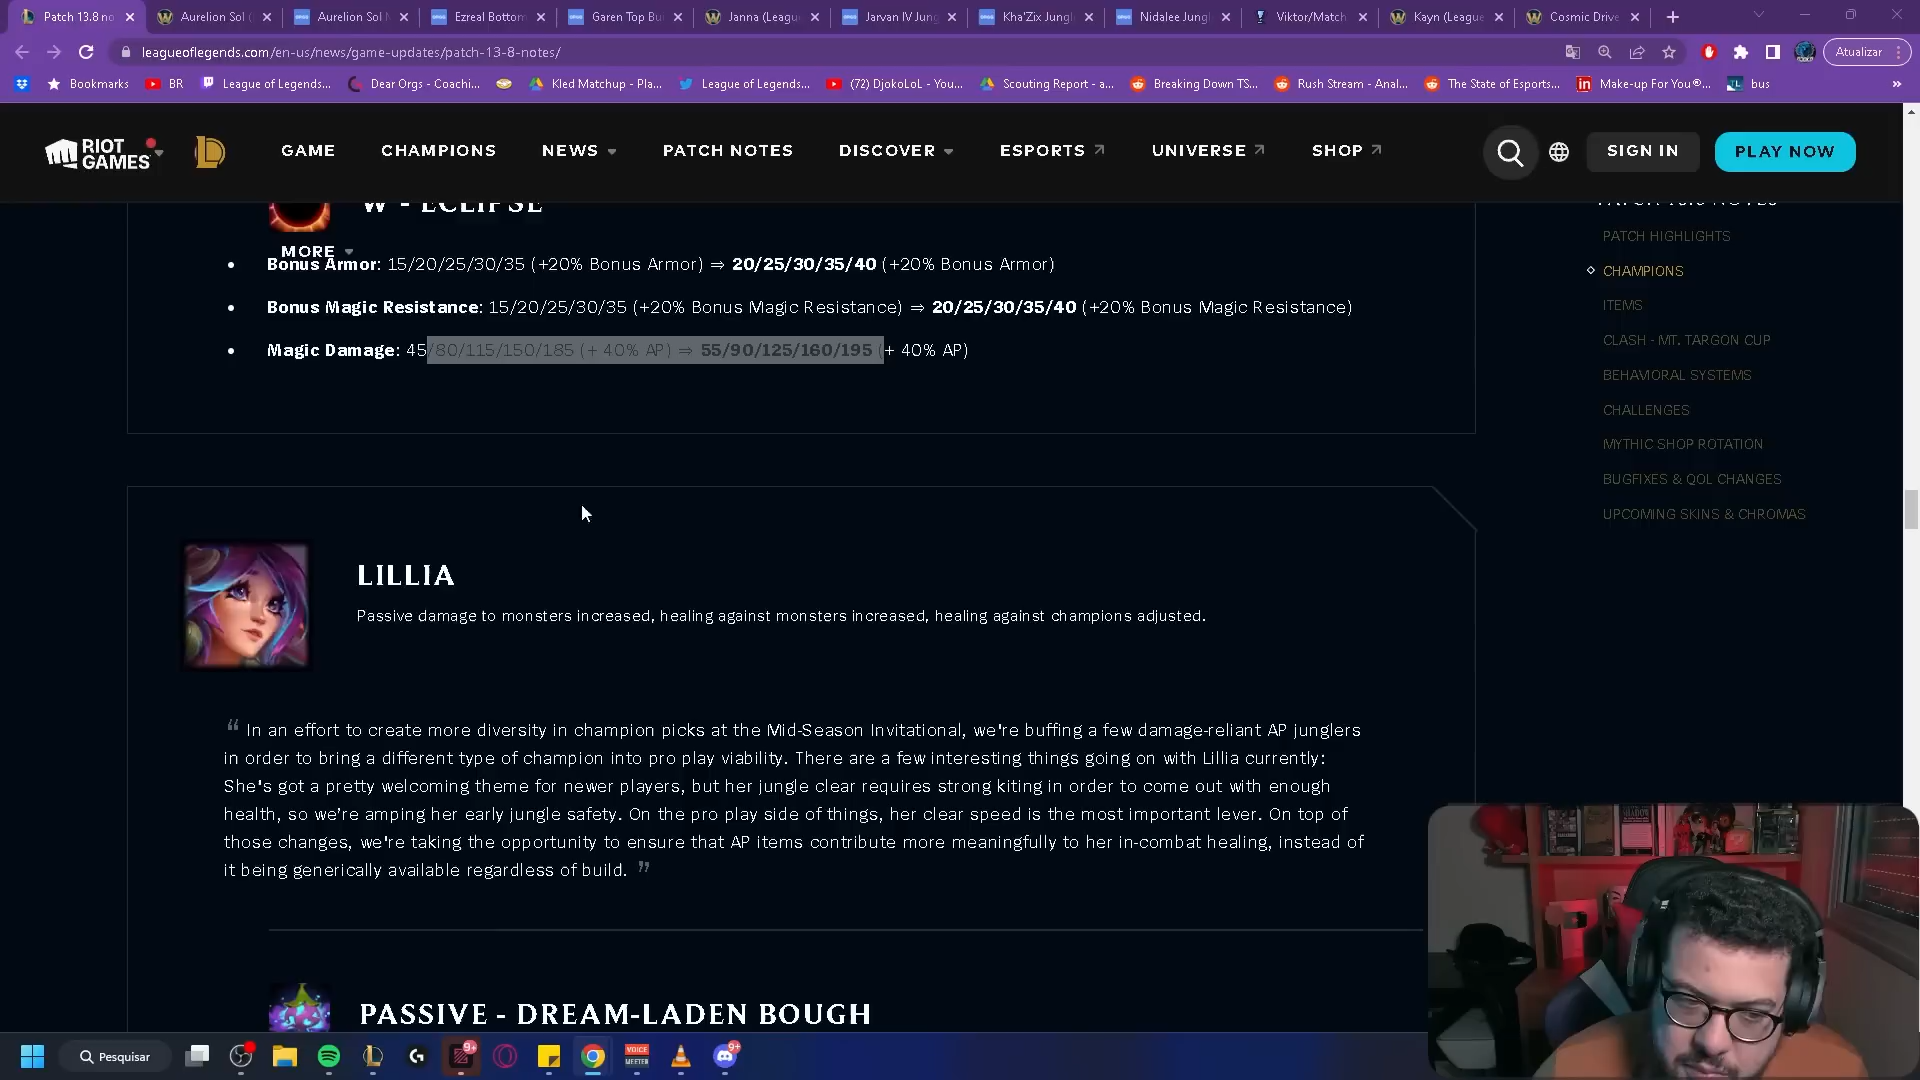 Patch 13.8 no
Aurelion Sol (
Aurelion Sol M
Ezreal Bottom
Garen Top Bu
Janna (Leagu
Jarvan IV Jung
Kha'Zix Jungl
Nidalee Jungl
Viktor/Match
Kayn (League
Cosmic Drive
leagueoflegends.com/en-us/news/game-updates/patch-13-8-notes/
Atualizar
Bookmarks
BR
League of Legends...
Dear Orgs - Coachi...
Kled Matchup - Pla...
League of Legends...
(72) DjokoLoL - You...
Scouting Report - a...
Breaking Down TS...
Rush Stream - Anal...
The State of Esports...
Make-up For You®...
bus
RIOT GAMES
GAME
CHAMPIONS
NEWS
PATCH NOTES
DISCOVER
ESPORTS
UNIVERSE
SHOP
SIGN IN
PLAY NOW
W - ECLIPSE
MORE
Bonus Armor: 15/20/25/30/35 (+20% Bonus Armor) ⇒ 20/25/30/35/40 (+20% Bonus Armor)
Bonus Magic Resistance: 15/20/25/30/35 (+20% Bonus Magic Resistance) ⇒ 20/25/30/35/40 (+20% Bonus Magic Resistance)
Magic Damage: 45/80/115/150/185 (+ 40% AP) ⇒ 55/90/125/160/195 (+ 40% AP)
PATCH 13.8 NOTES
PATCH HIGHLIGHTS
CHAMPIONS
ITEMS
CLASH - MT. TARGON CUP
BEHAVIORAL SYSTEMS
CHALLENGES
MYTHIC SHOP ROTATION
BUGFIXES & QOL CHANGES
UPCOMING SKINS & CHROMAS
LILLIA
Passive damage to monsters increased, healing against monsters increased, healing against champions adjusted.
“ In an effort to create more diversity in champion picks at the Mid-Season Invitational, we're buffing a few damage-reliant AP junglers
in order to bring a different type of champion into pro play viability. There are a few interesting things going on with Lillia currently:
She's got a pretty welcoming theme for newer players, but her jungle clear requires strong kiting in order to come out with enough
health, so we’re amping her early jungle safety. On the pro play side of things, her clear speed is the most important lever. On top of
those changes, we're taking the opportunity to ensure that AP items contribute more meaningfully to her in-combat healing, instead of
it being generically available regardless of build. ”
PASSIVE - DREAM-LADEN BOUGH
Pesquisar
9+
VOICE MEETER
9+